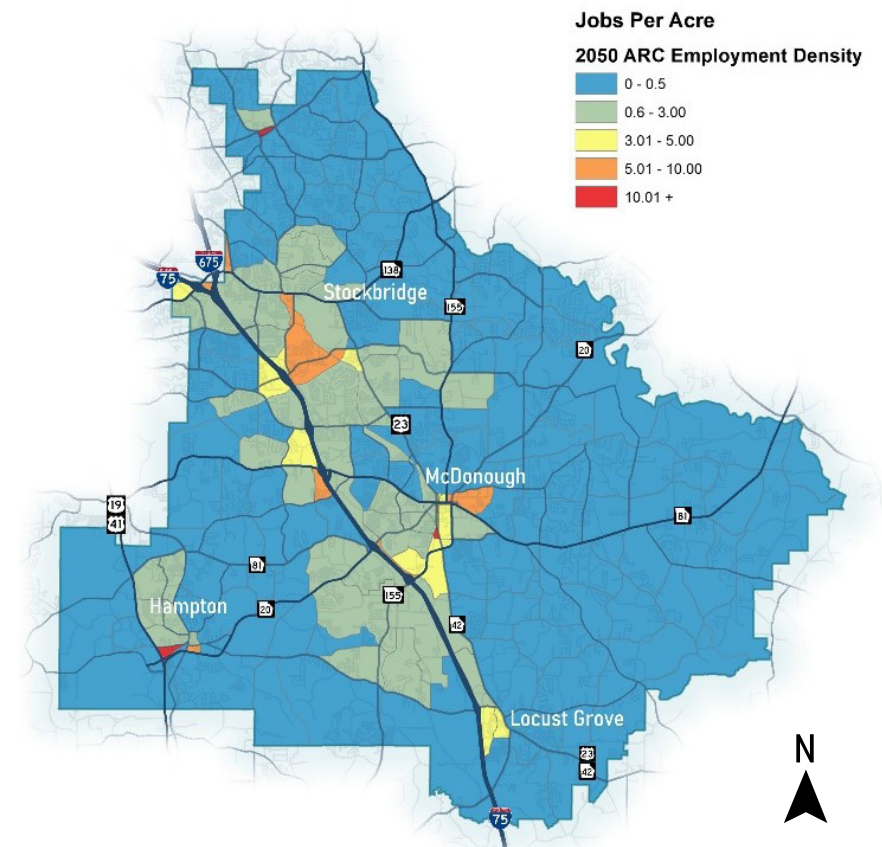 Jobs Per Acre
2050 ARC Employment Density
0 - 0.5
0.6 - 3.00
3.01 - 5.00
5.01 - 10.00
10.01 +
675
75
138
Stockbridge
155
20
23
McDonough
19
41
81
81
Hampton
155
20
42
Locust Grove
23
42
N
75